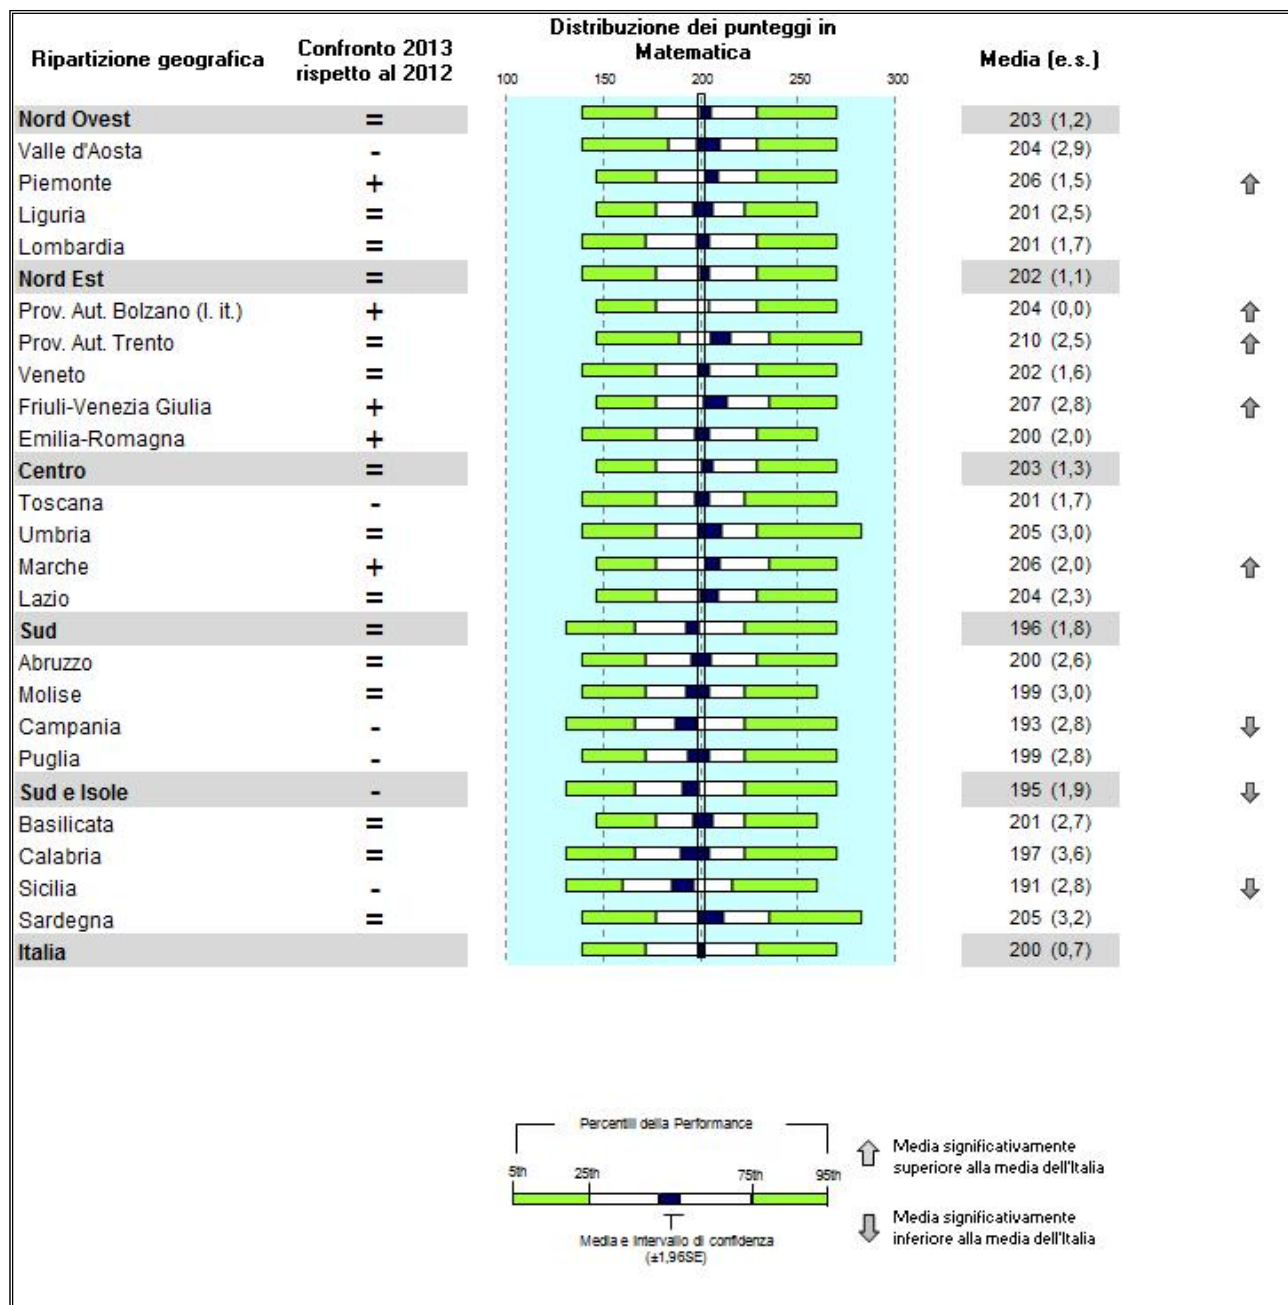 Ripartizione geografica
Confronto 2013
rispetto al 2012
Distribuzione dei punteggi in
Matematica
Media (e.s.)
100 150 200 250 300
Nord Ovest = 203 (1,2)
Valle d'Aosta - 204 (2,9)
Piemonte + 206 (1,5)
Liguria = 201 (2,5)
Lombardia = 201 (1,7)
Nord Est = 202 (1,1)
Prov. Aut. Bolzano (l. it.) + 204 (0,0)
Prov. Aut. Trento = 210 (2,5)
Veneto = 202 (1,6)
Friuli-Venezia Giulia + 207 (2,8)
Emilia-Romagna + 200 (2,0)
Centro = 203 (1,3)
Toscana - 201 (1,7)
Umbria = 205 (3,0)
Marche + 206 (2,0)
Lazio = 204 (2,3)
Sud = 196 (1,8)
Abruzzo = 200 (2,6)
Molise = 199 (3,0)
Campania - 193 (2,8)
Puglia - 199 (2,8)
Sud e Isole - 195 (1,9)
Basilicata = 201 (2,7)
Calabria = 197 (3,6)
Sicilia - 191 (2,8)
Sardegna = 205 (3,2)
Italia 200 (0,7)
Percentili della Performance
5th 25th 75th 95th
Media e Intervallo di confidenza
(±1,96SE)
Media significativamente
superiore alla media dell'Italia
Media significativamente
inferiore alla media dell'Italia